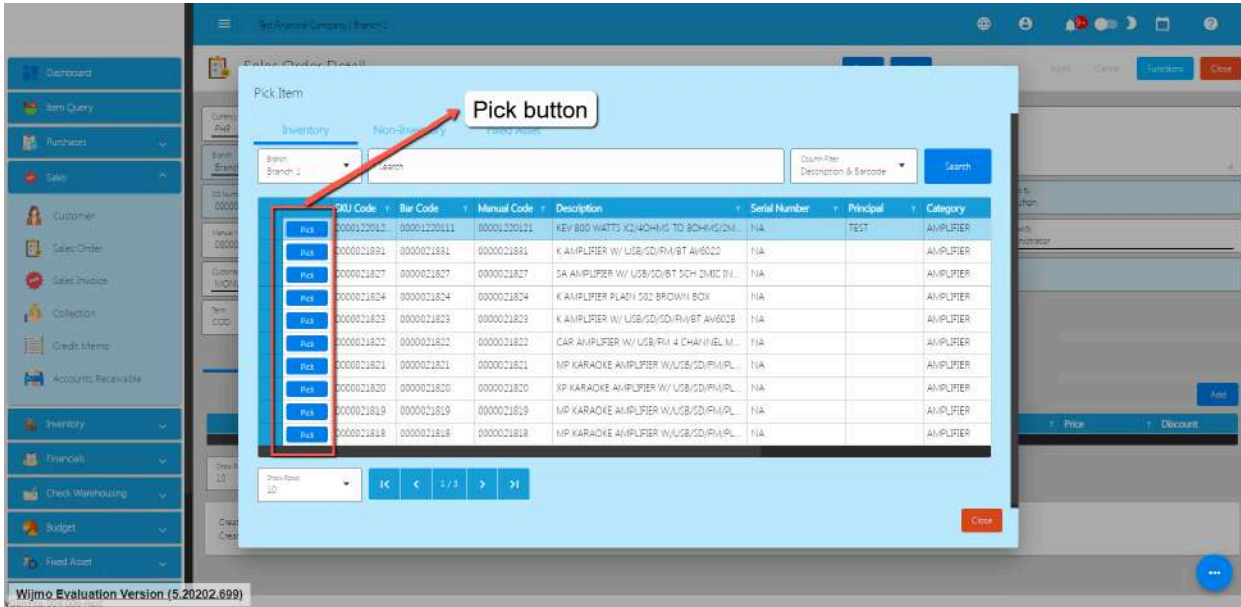 Test Financial Company | Branch 1
Dashboard
Item Query
Purchases
Sales
Customer
Sales Order
Sales Invoice
Collection
Credit Memo
Accounts Receivable
Inventory
Financials
Check Warehousing
Budget
Fixed Asset
Wijmo Evaluation Version (5.20202.699)
Sales Order Detail
Functions Close
Currency
PHP
Branch
Term
COD
Pick Item
Pick button
Inventory Non-Inventory Fixed Asset
Branch
Branch 1
Search
Column Filter
Description & Barcode
Search
SKU Code Bar Code Manual Code Description Serial Number Principal Category
Pick 0000122012... 00001220111 00001220121 KEV 800 WATTS X2/4OHMS TO 8OHMS/2M... NA TEST AMPLIFIER
Pick 0000021831 0000021831 0000021831 K AMPLIFIER W/ USB/SD/FM/BT AV6022 NA AMPLIFIER
Pick 0000021827 0000021827 0000021827 SA AMPLIFIER W/ USB/SD/BT 5CH 2MIC IN... NA AMPLIFIER
Pick 0000021824 0000021824 0000021824 K AMPLIFIER PLAIN 502 BROWN BOX NA AMPLIFIER
Pick 0000021823 0000021823 0000021823 K AMPLIFIER W/ USB/SD/SD/FM/BT AV602B NA AMPLIFIER
Pick 0000021822 0000021822 0000021822 CAR AMPLIFIER W/ USB/FM 4 CHANNEL M... NA AMPLIFIER
Pick 0000021821 0000021821 0000021821 MP KARAOKE AMPLIFIER W/USB/SD/FM/PL... NA AMPLIFIER
Pick 0000021820 0000021820 0000021820 XP KARAOKE AMPLIFIER W/ USB/SD/FM/PL... NA AMPLIFIER
Pick 0000021819 0000021819 0000021819 MP KARAOKE AMPLIFIER W/USB/SD/FM/PL... NA AMPLIFIER
Pick 0000021818 0000021818 0000021818 MP KARAOKE AMPLIFIER W/USB/SD/FM/PL... NA AMPLIFIER
Show Rows
10
1 / 3
Close
Add
Price Discount
10